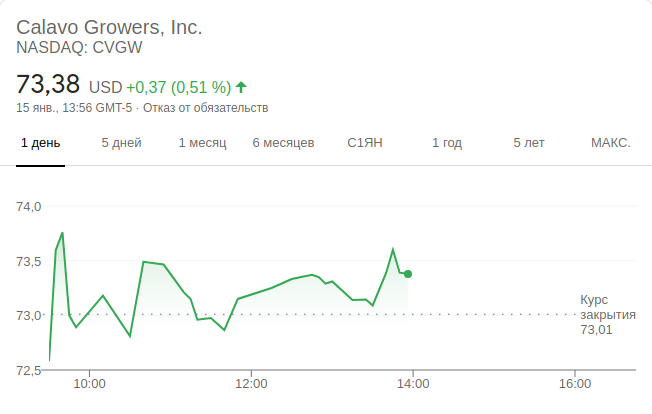 Calavo Growers, Inc.
NASDAQ: CVGW
73,38 USD +0,37 (0,51 %)
15 янв., 13:56 GMT-5 · Отказ от обязательств
1 день 5 дней 1 месяц 6 месяцев С1ЯН 1 год 5 лет МАКС.
74,0
73,5
73,0
72,5
Курс
закрытия
73,01
10:00 12:00 14:00 16:00